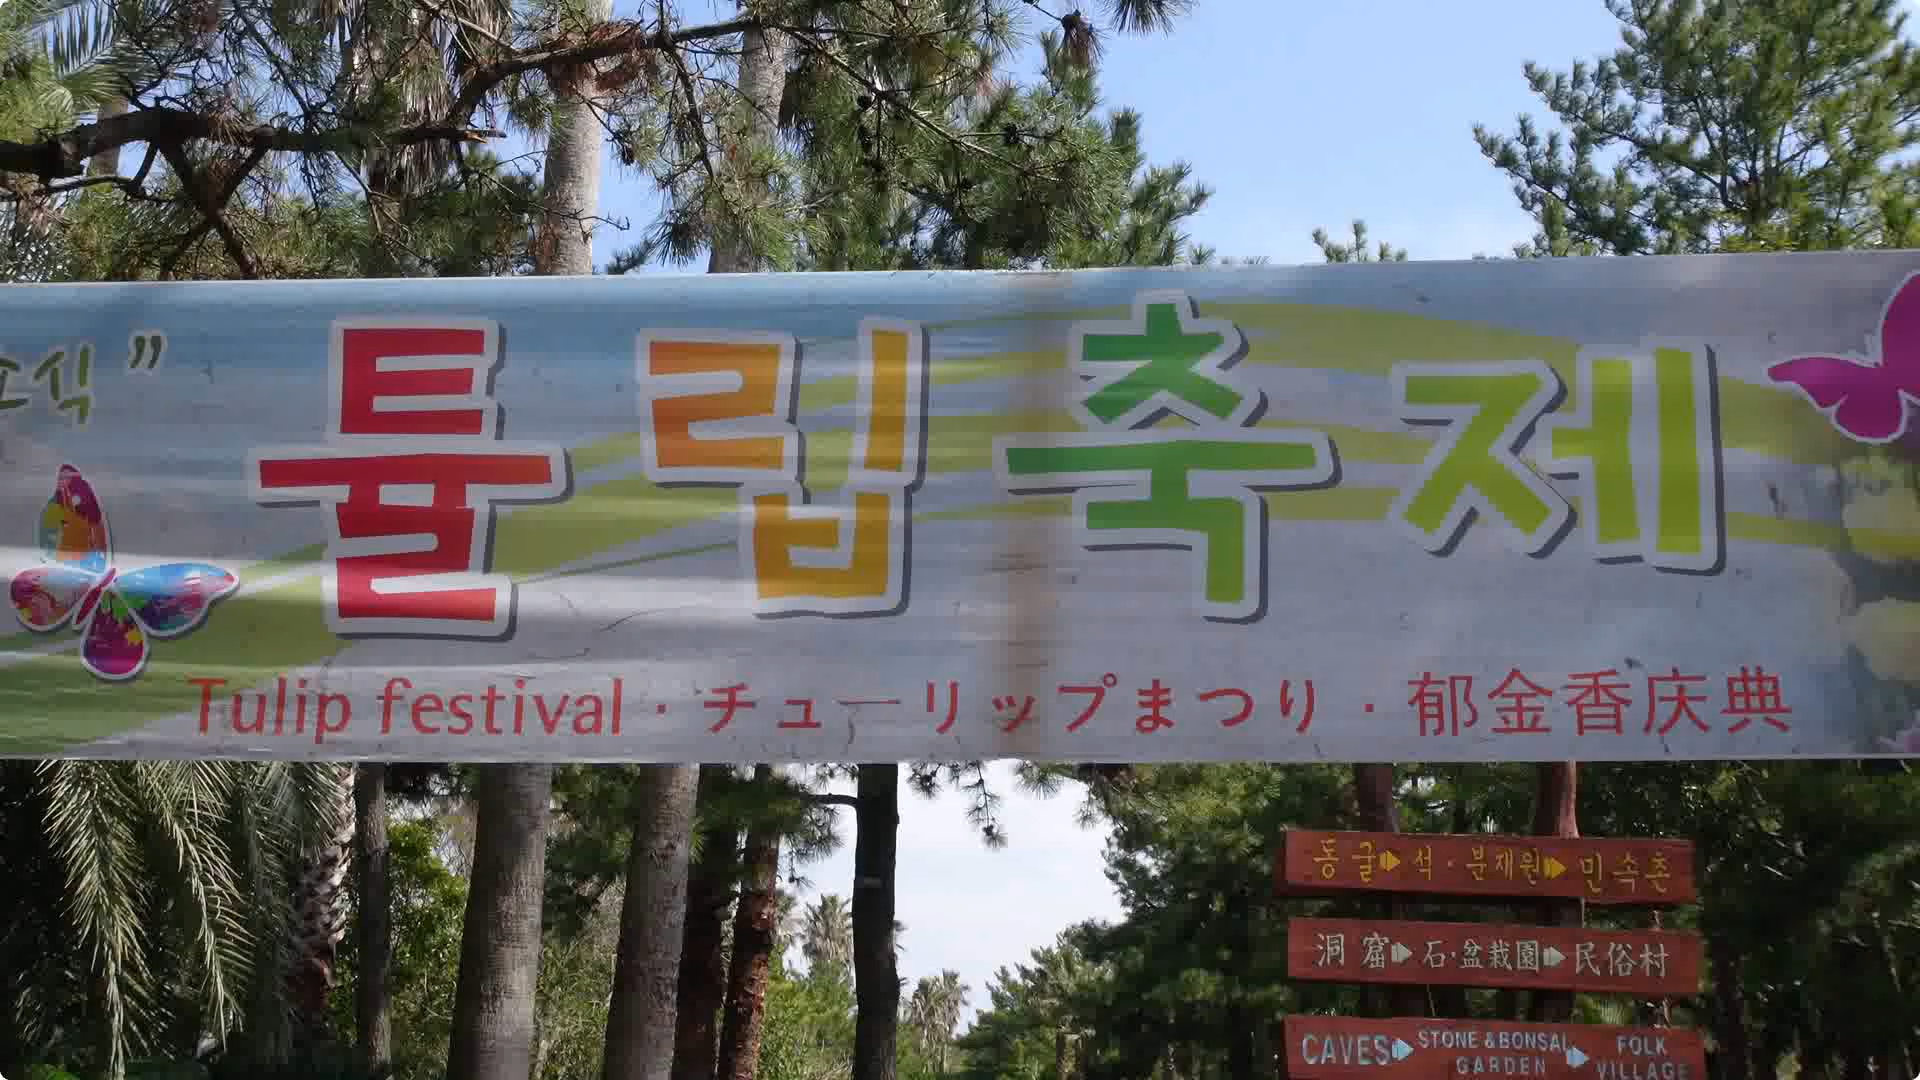 소식 ”
튤립축제
Tulip festival · チューリップまつり · 郁金香庆典
동굴 석·분재원 민속촌
洞窟 石·盆栽園 民俗村
CAVES STONE & BONSAI GARDEN FOLK VILLAGE